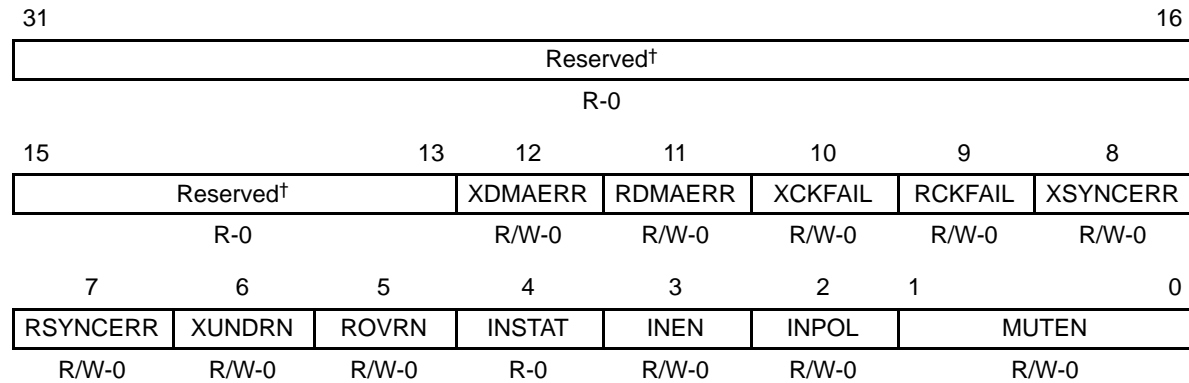 31 16
Reserved†
R-0
15 13 12 11 10 9 8
Reserved† XDMAERR RDMAERR XCKFAIL RCKFAIL XSYNCERR
R-0 R/W-0 R/W-0 R/W-0 R/W-0 R/W-0
7 6 5 4 3 2 1 0
RSYNCERR XUNDRN ROVRN INSTAT INEN INPOL MUTEN
R/W-0 R/W-0 R/W-0 R-0 R/W-0 R/W-0 R/W-0